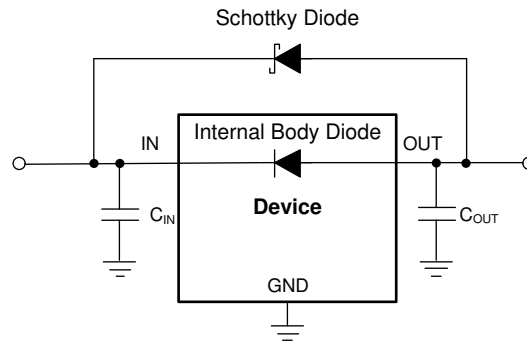 Schottky Diode
Internal Body Diode
IN
OUT
CIN
Device
COUT
GND